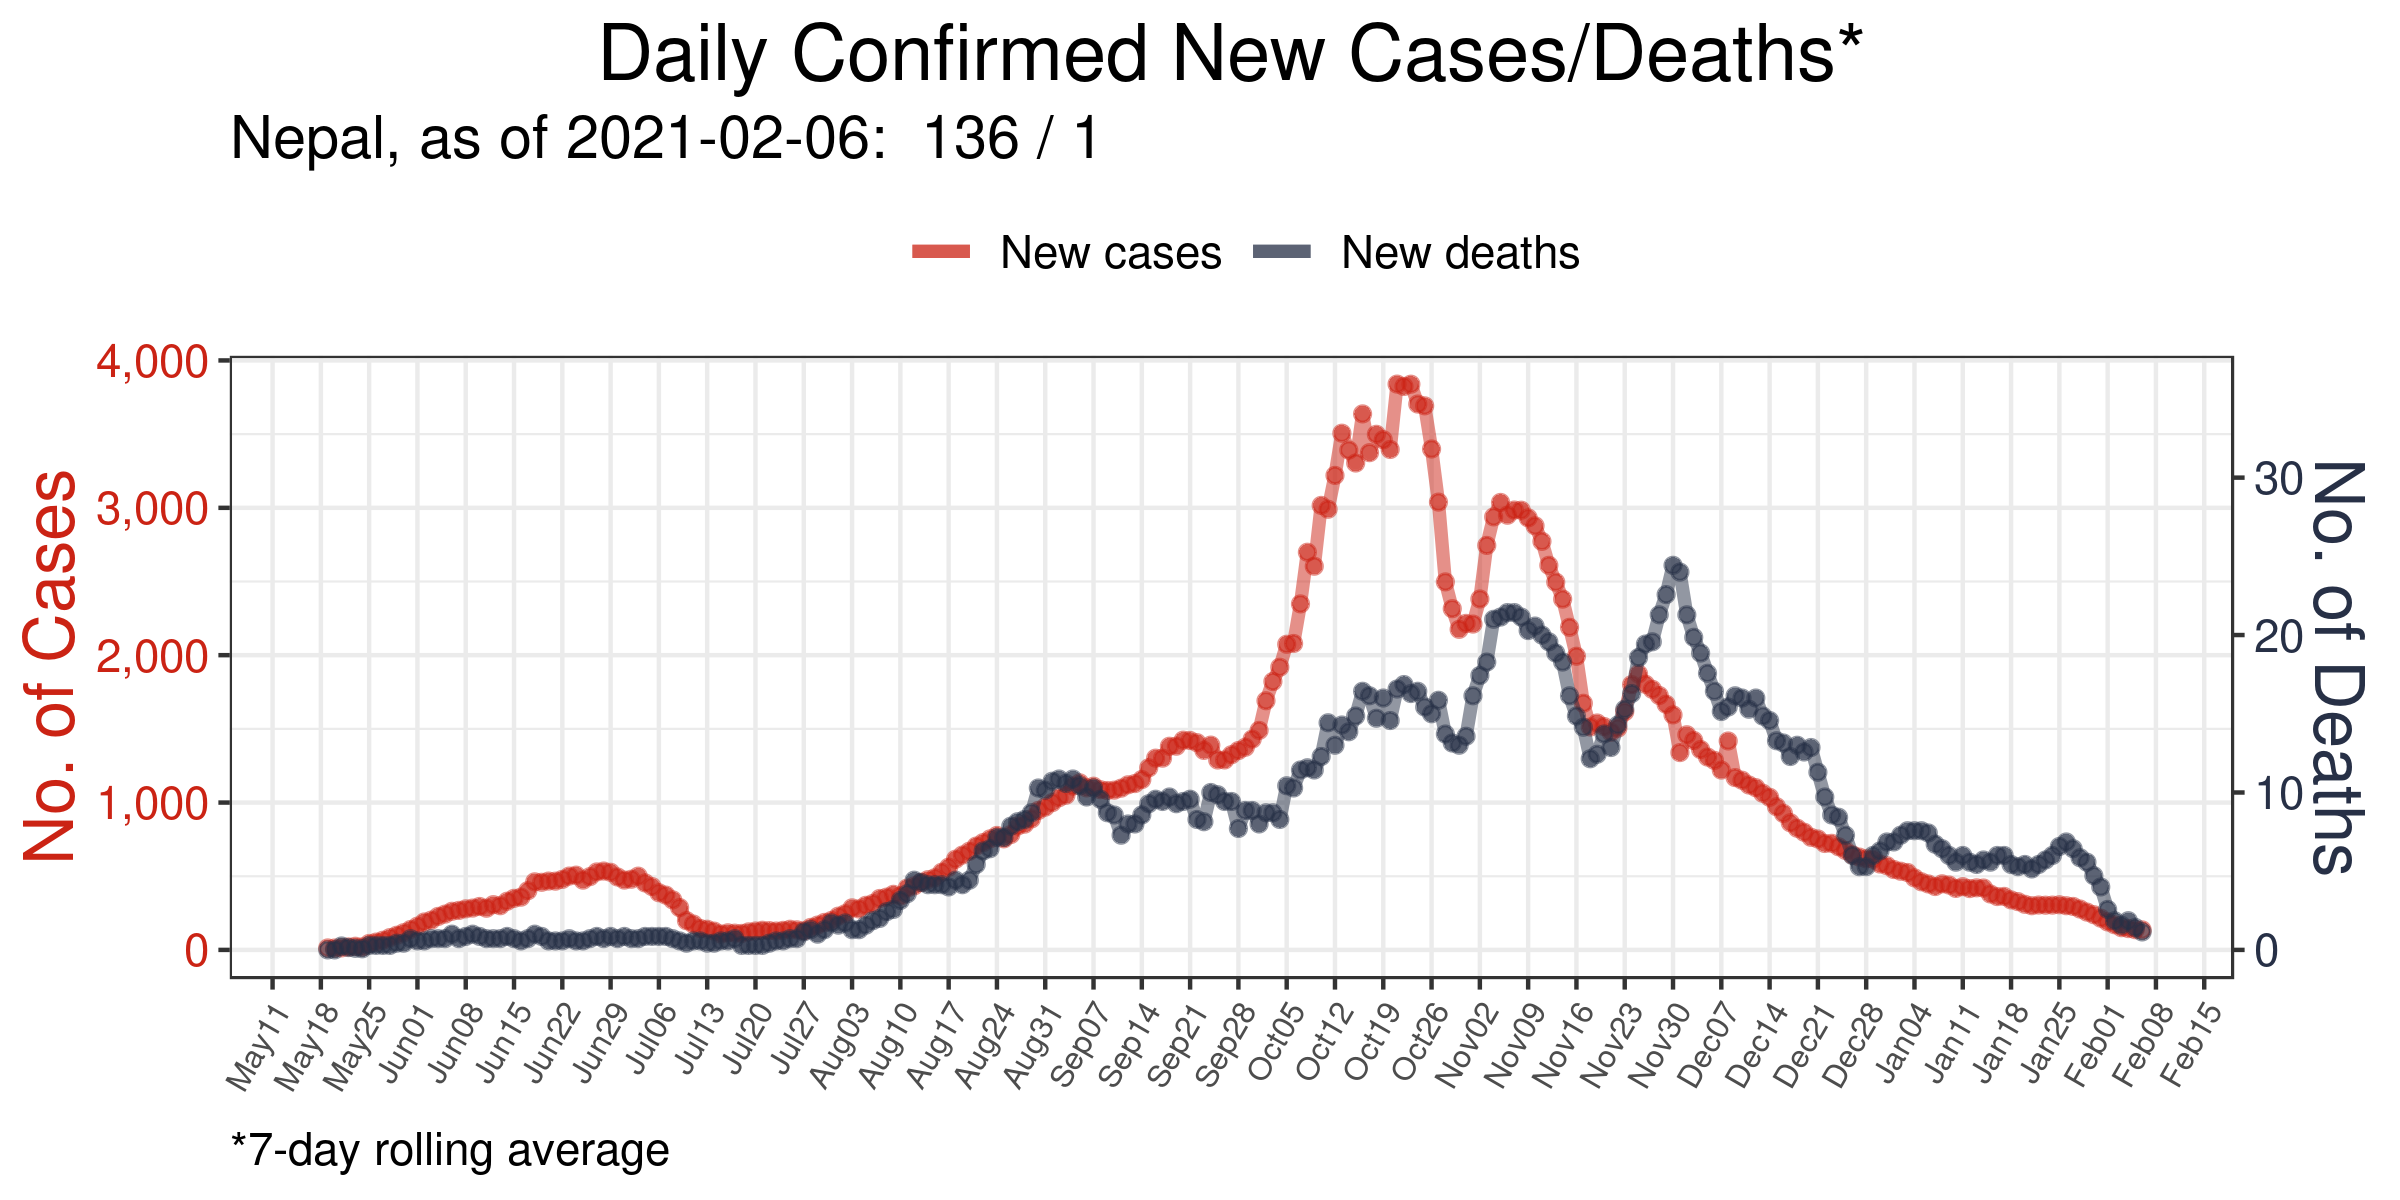 Daily Confirmed New Cases/Deaths*
Nepal, as of 2021-02-06:  136 / 1
New cases
New deaths
No. of Cases
4,000
3,000
2,000
1,000
0
30
20
10
0
No. of Deaths
May11
May18
May25
Jun01
Jun08
Jun15
Jun22
Jun29
Jul06
Jul13
Jul20
Jul27
Aug03
Aug10
Aug17
Aug24
Aug31
Sep07
Sep14
Sep21
Sep28
Oct05
Oct12
Oct19
Oct26
Nov02
Nov09
Nov16
Nov23
Nov30
Dec07
Dec14
Dec21
Dec28
Jan04
Jan11
Jan18
Jan25
Feb01
Feb08
Feb15
*7-day rolling average